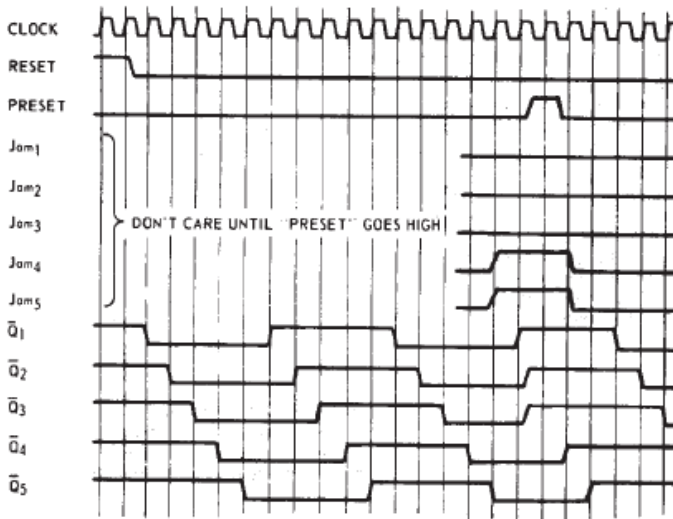 CLOCK
RESET
PRESET
Jam1
Jam2
Jam3
DON'T CARE UNTIL "PRESET" GOES HIGH
Jam4
Jam5
Q̅1
Q̅2
Q̅3
Q̅4
Q̅5